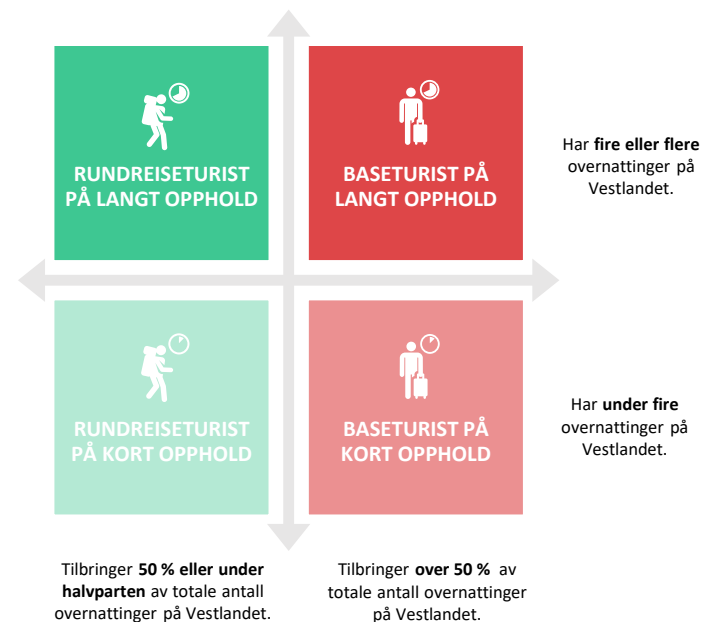 RUNDREISETURIST
PÅ LANGT OPPHOLD
BASETURIST PÅ
LANGT OPPHOLD
Har fire eller flere
overnattinger på
Vestlandet.
RUNDREISETURIST
PÅ KORT OPPHOLD
BASETURIST PÅ
KORT OPPHOLD
Har under fire
overnattinger på
Vestlandet.
Tilbringer 50 % eller under
halvparten av totale antall
overnattinger på Vestlandet.
Tilbringer over 50 % av
totale antall overnattinger
på Vestlandet.